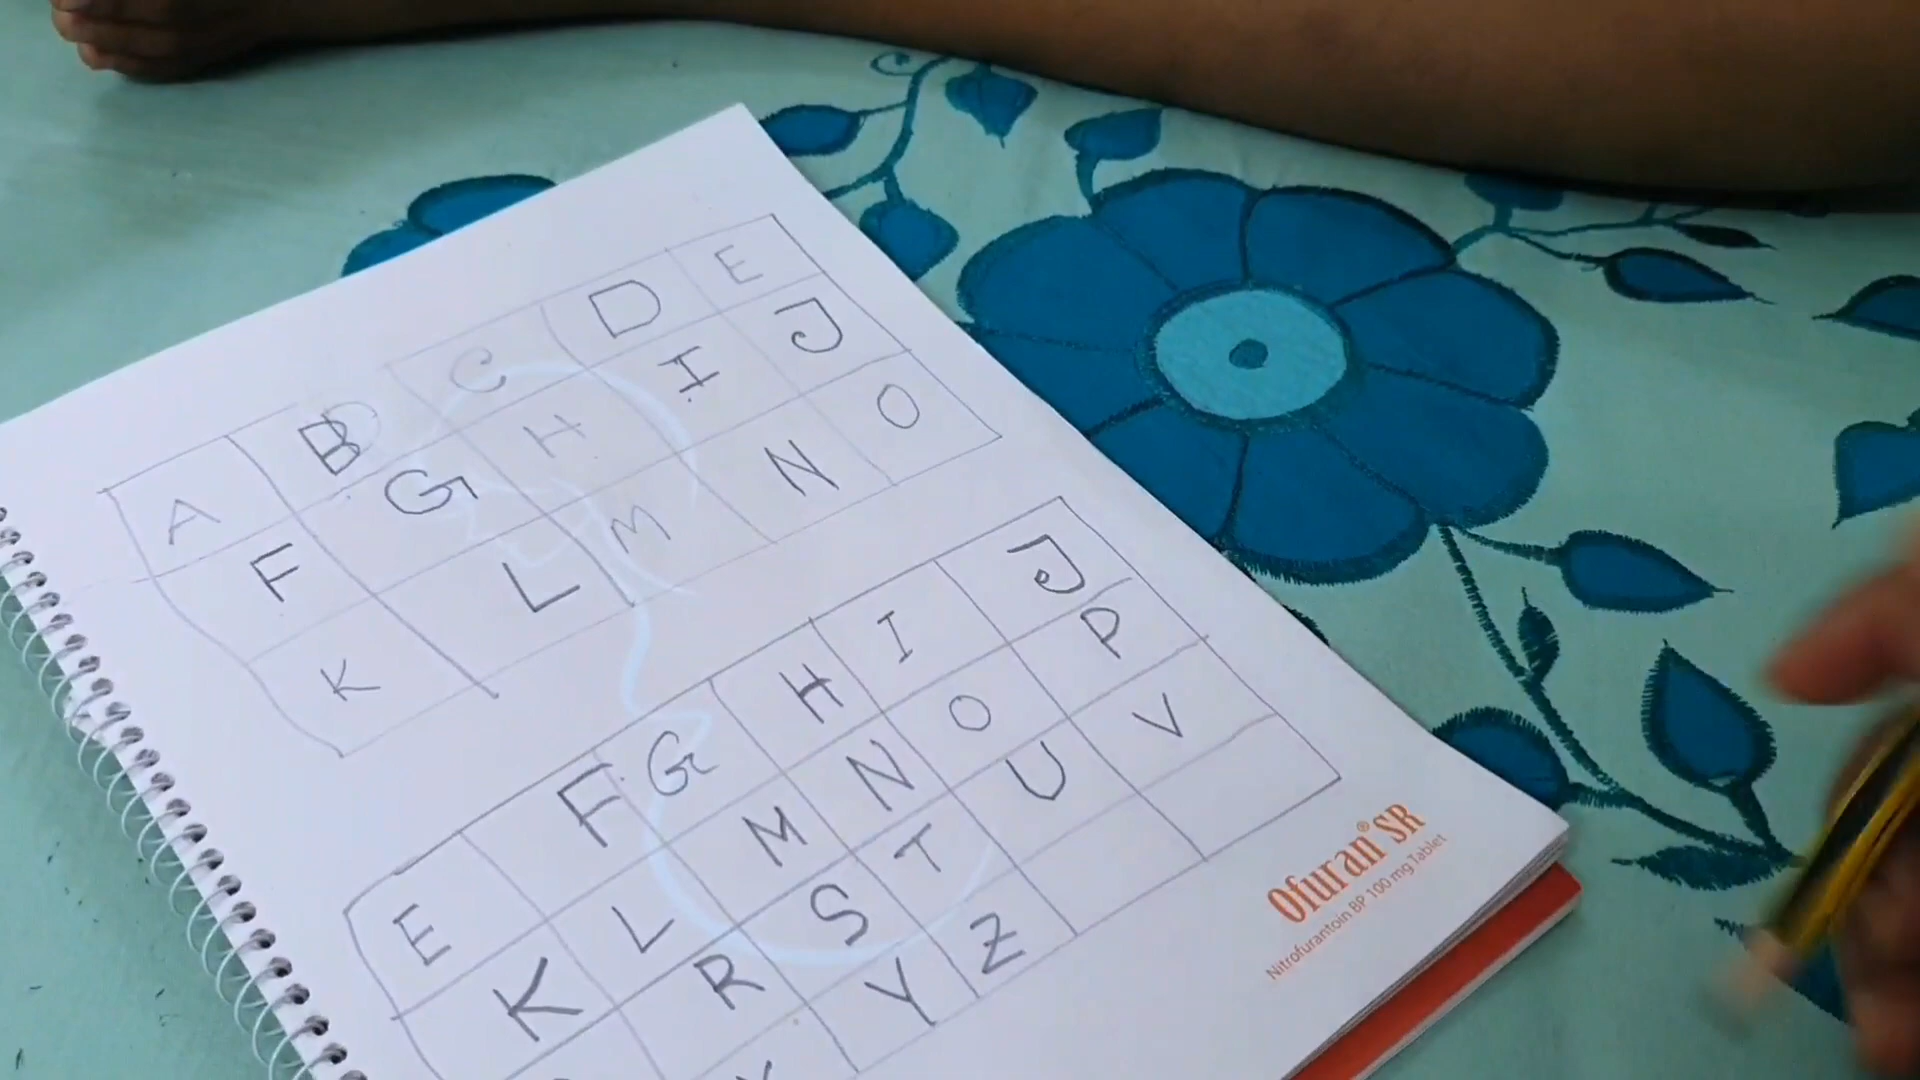 A B C D E
F G H I J
K L M N O
E F G H I J
K L M N O P
R S T U V
Y Z
Ofuran® SR
Nitrofurantoin BP 100 mg Tablet